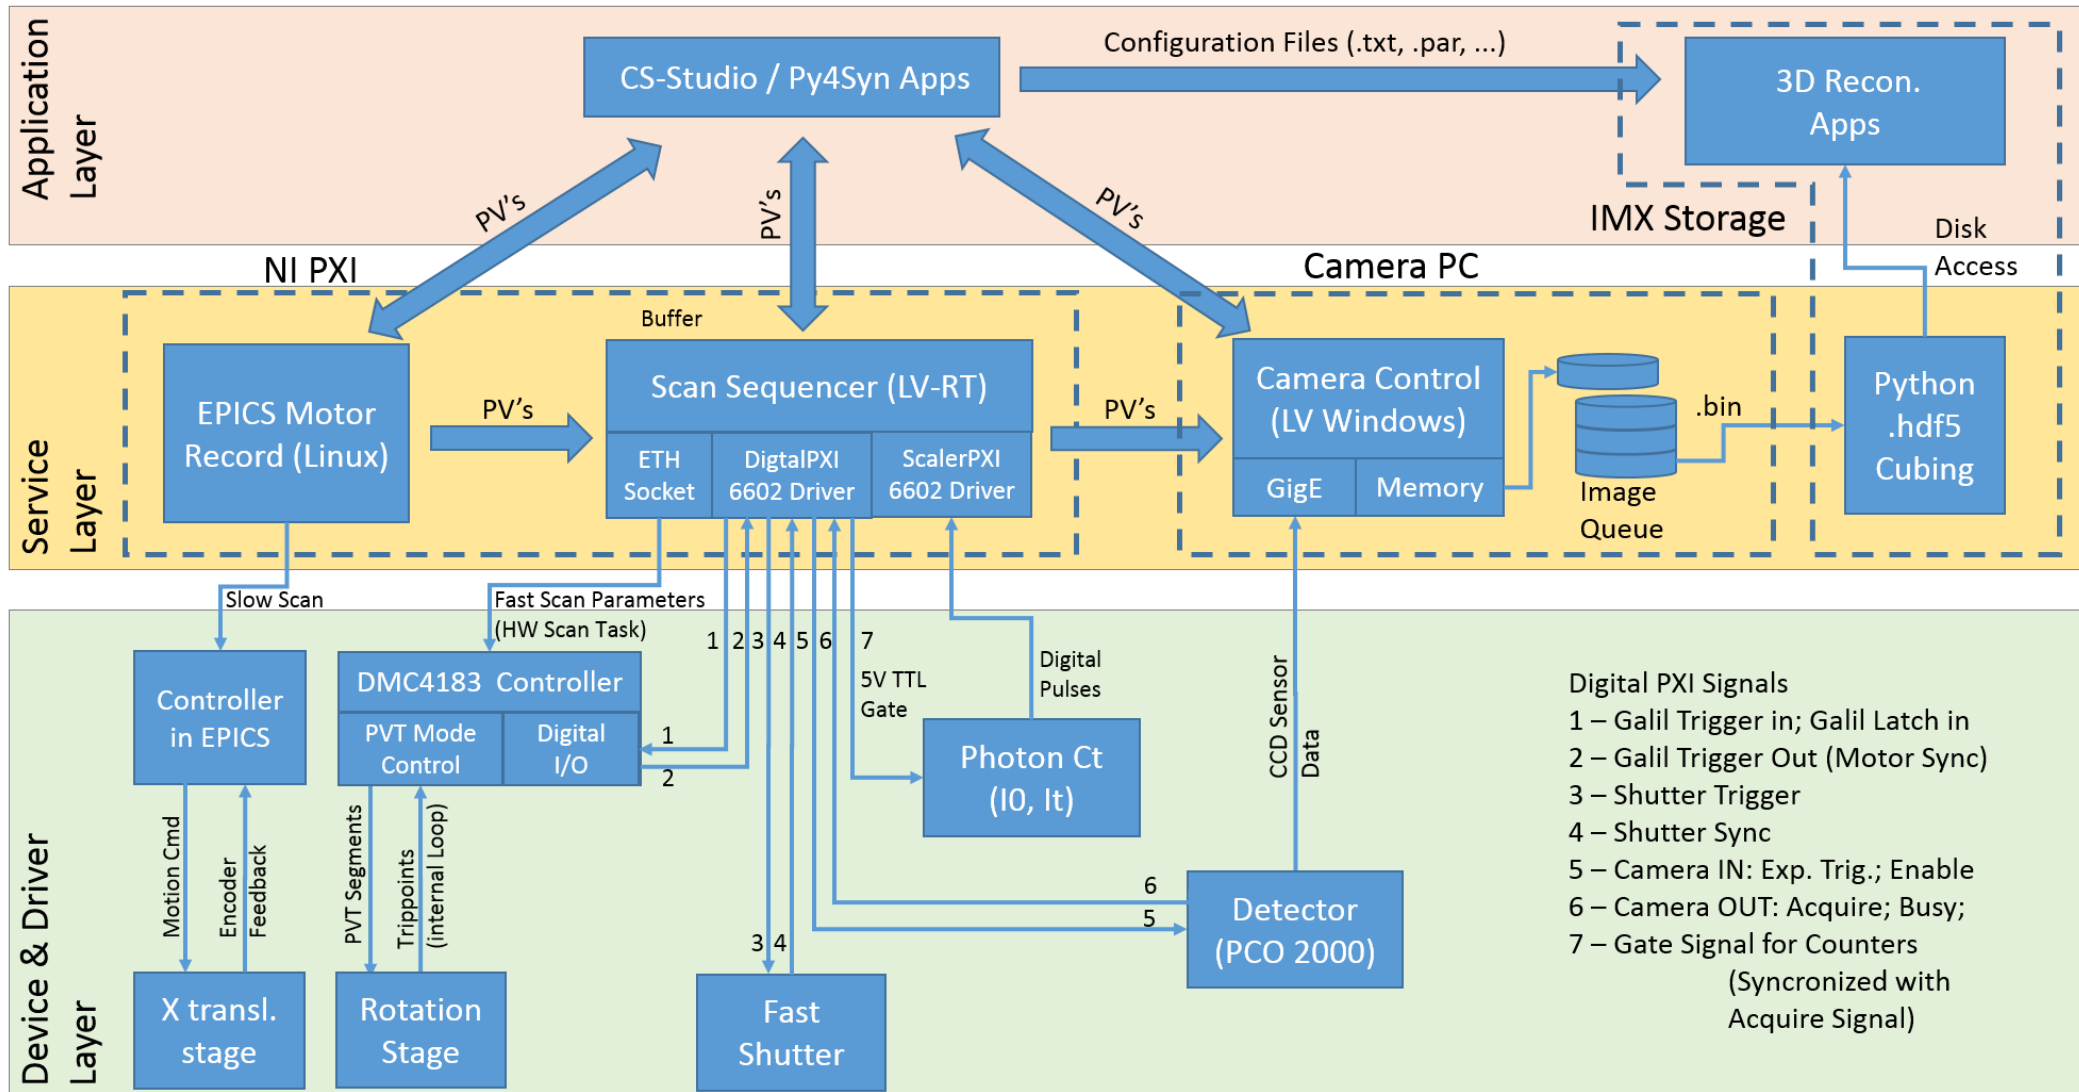 Application
Layer
CS-Studio / Py4Syn Apps
Configuration Files (.txt, .par, ...)
3D Recon.
Apps
PV's
PV's
PV's
IMX Storage
Disk
Access
NI PXI
Camera PC
Service
Layer
Buffer
EPICS Motor
Record (Linux)
PV's
Scan Sequencer (LV-RT)
ETH
Socket
DigtalPXI
6602 Driver
ScalerPXI
6602 Driver
PV's
Camera Control
(LV Windows)
GigE
Memory
Image
Queue
.bin
Python
.hdf5
Cubing
Device & Driver
Layer
Slow Scan
Fast Scan Parameters
(HW Scan Task)
1
2
3
4
5
6
7
5V TTL
Gate
Digital
Pulses
CCD Sensor
Data
Controller
in EPICS
DMC4183 Controller
PVT Mode
Control
Digital
I/O
1
2
Photon Ct
(I0, It)
Motion Cmd
Encoder
Feedback
PVT Segments
Trippoints
(internal Loop)
3
4
6
5
X transl.
stage
Rotation
Stage
Fast
Shutter
Detector
(PCO 2000)
Digital PXI Signals
1 – Galil Trigger in; Galil Latch in
2 – Galil Trigger Out (Motor Sync)
3 – Shutter Trigger
4 – Shutter Sync
5 – Camera IN: Exp. Trig.; Enable
6 – Camera OUT: Acquire; Busy;
7 – Gate Signal for Counters
(Syncronized with
Acquire Signal)